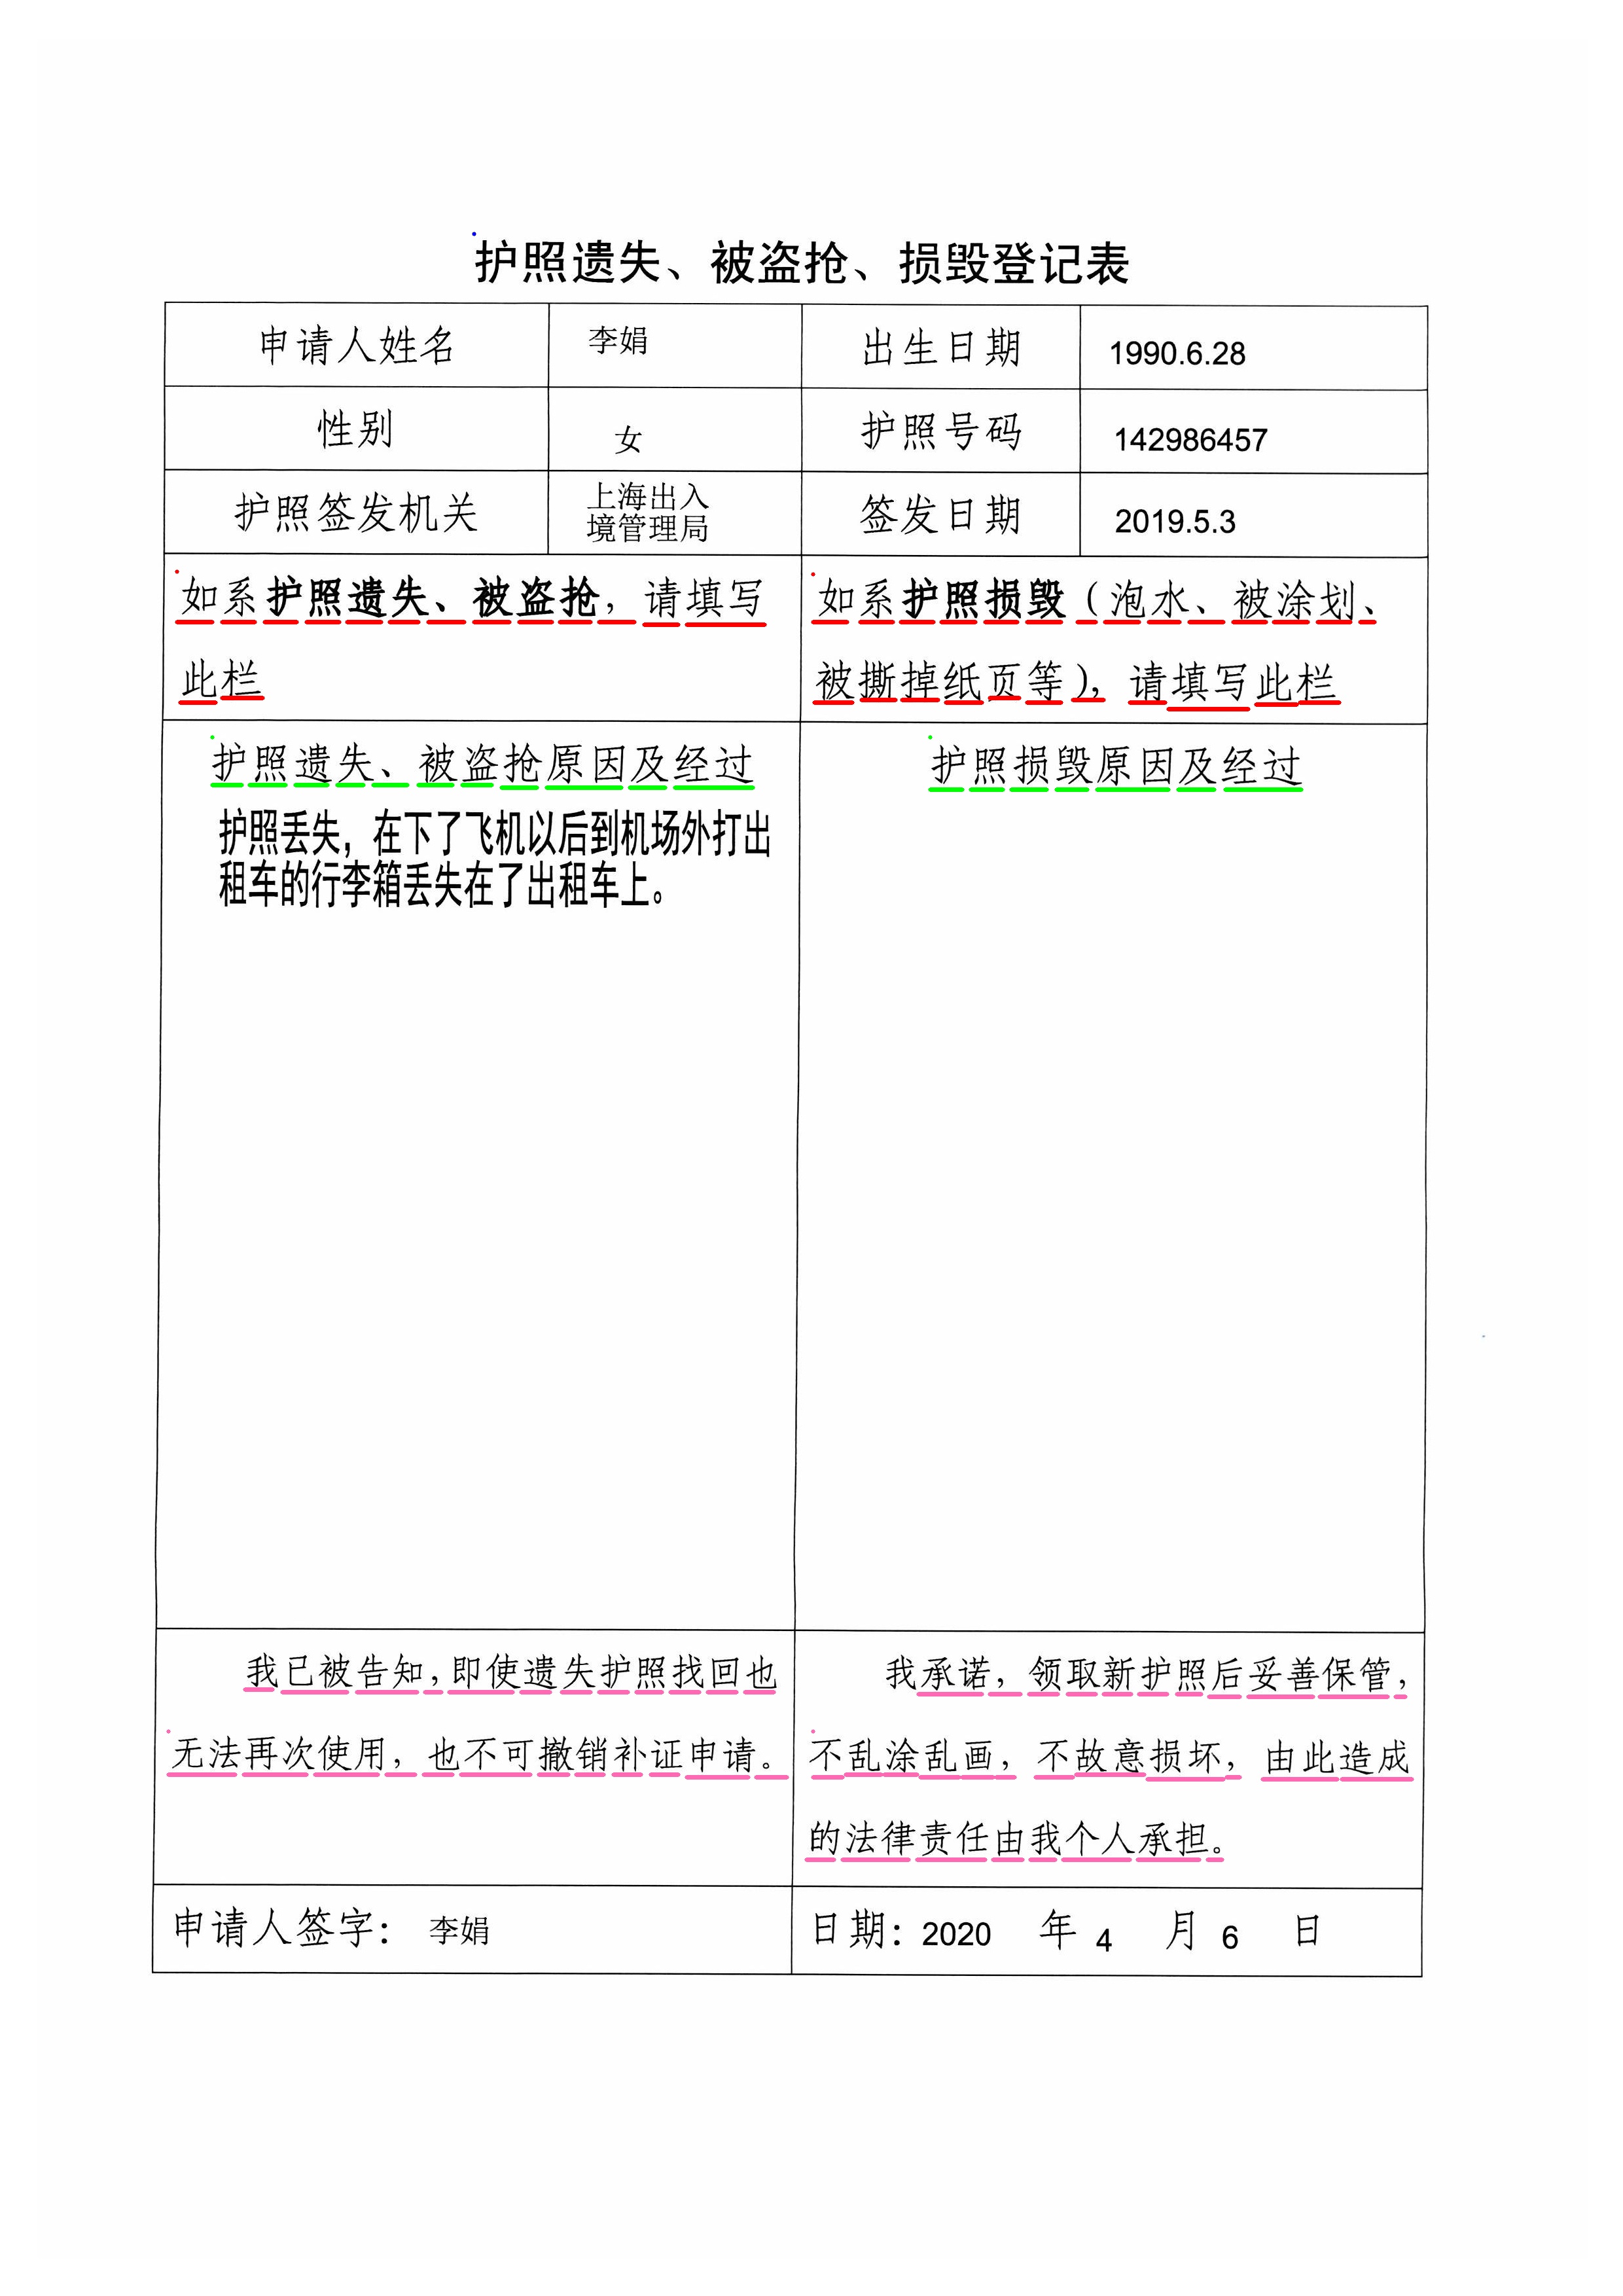 护照遗失、被盗抢、损毁登记表
申请人姓名 李娟 出生日期 1990.6.28
性别 女 护照号码 142986457
护照签发机关 上海出入 签发日期 2019.5.3
境管理局
如系护照遗失、被盗抢，请填写
此栏
如系护照损毁（泡水、被涂划、
被撕掉纸页等），请填写此栏
护照遗失、被盗抢原因及经过
护照丢失，在下了飞机以后到机场外打出
租车的行李箱丢失在了出租车上。
护照损毁原因及经过
我已被告知，即使遗失护照找回也
无法再次使用，也不可撤销补证申请。
我承诺，领取新护照后妥善保管，
不乱涂乱画，不故意损坏，由此造成
的法律责任由我个人承担。
申请人签字：李娟
日期：2020 年 4 月 6 日